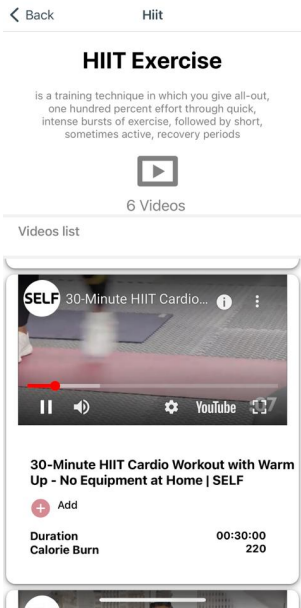 Back
Hiit
HIIT Exercise
is a training technique in which you give all-out,
one hundred percent effort through quick,
intense bursts of exercise, followed by short,
sometimes active, recovery periods
6 Videos
Videos list
SELF 30-Minute HIIT Cardio...
YouTube
30-Minute HIIT Cardio Workout with Warm
Up - No Equipment at Home | SELF
Add
Duration 00:30:00
Calorie Burn 220